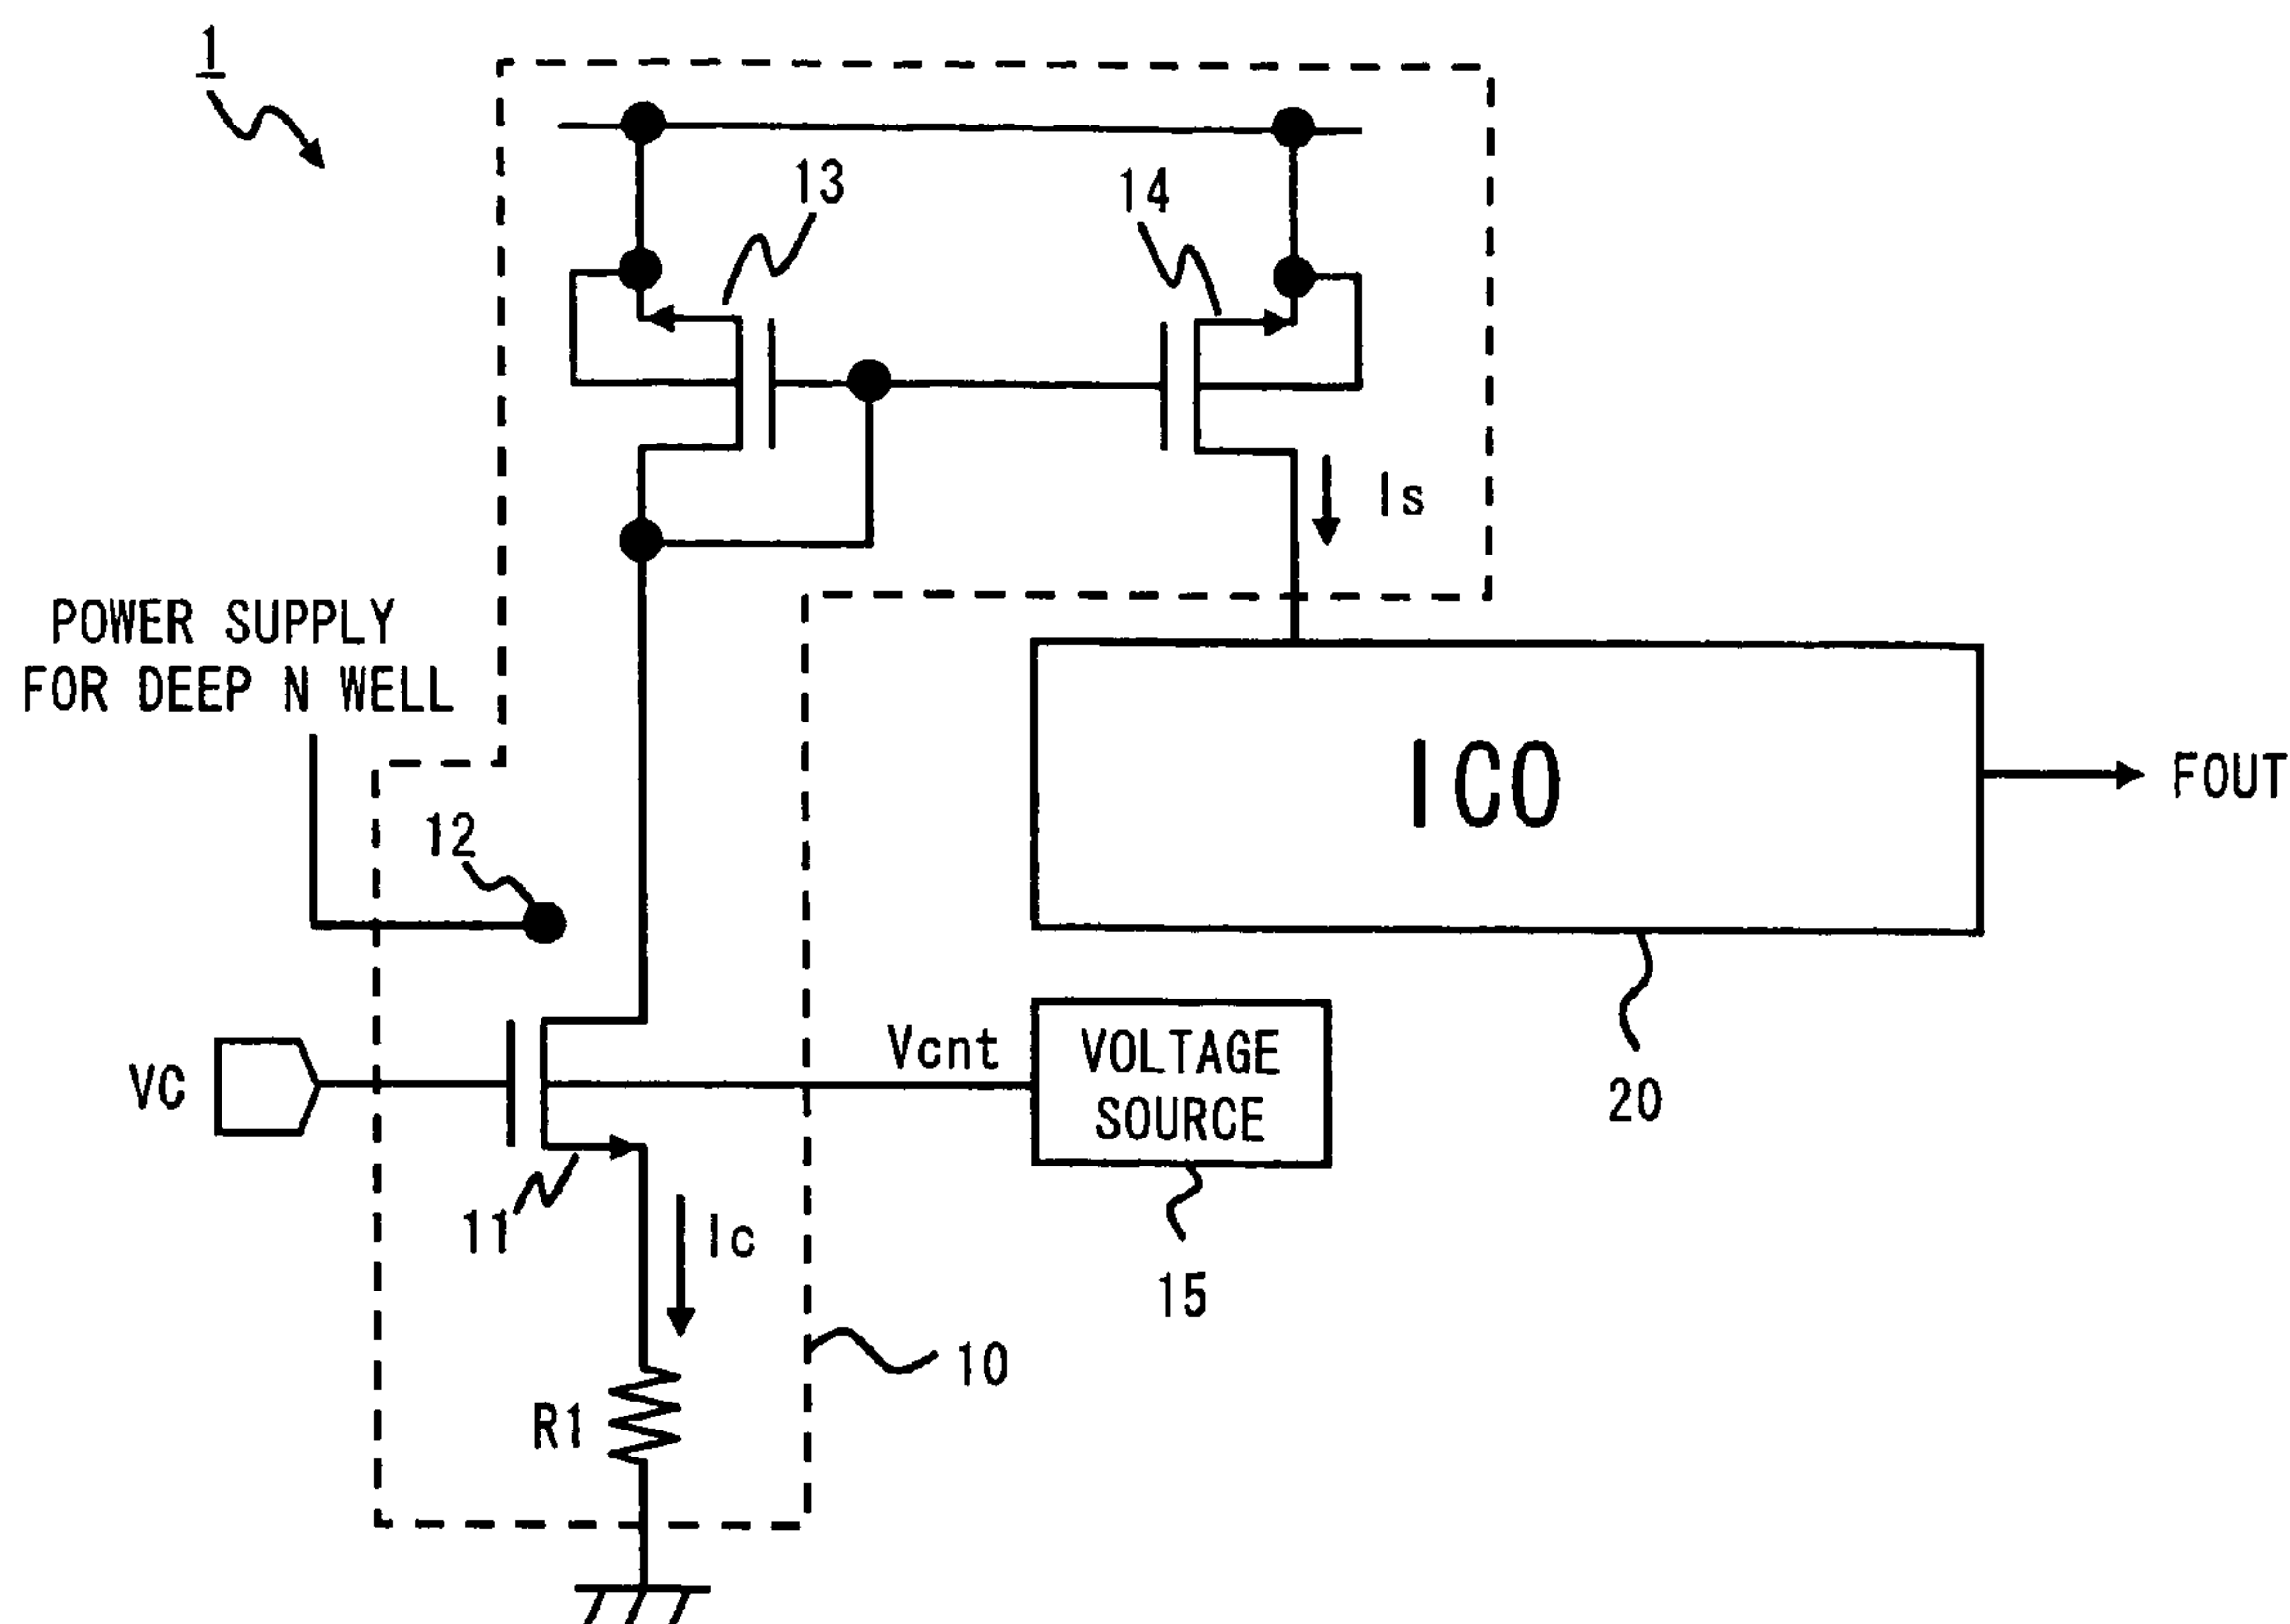 1
13
14
Is
POWER SUPPLY
FOR DEEP N WELL
ICO
FOUT
12
VC
Vcnt
VOLTAGE
SOURCE
20
11
Ic
15
10
R1